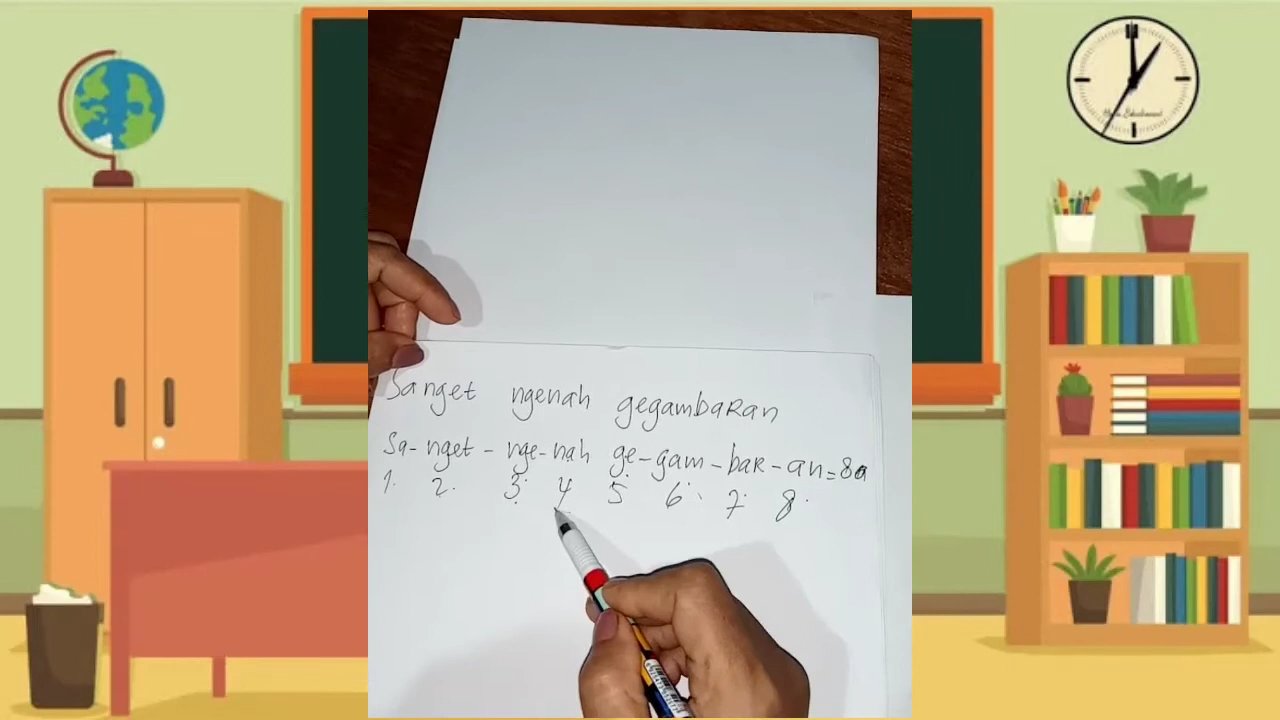 Sanget ngenah gegambaran
Sa-nget-nge-nah ge-gam-bar-an=8a
1. 2. 3. 4 5 6. 7. 8.